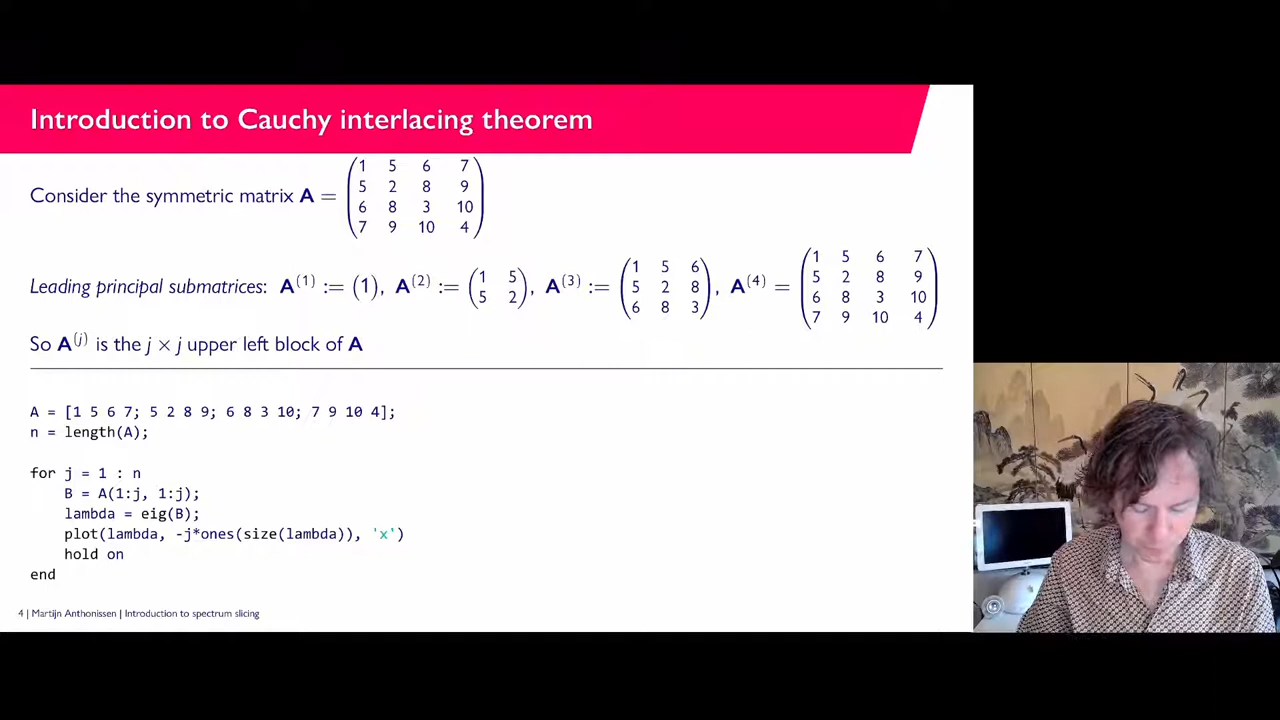 Introduction to Cauchy interlacing theorem
Consider the symmetric matrix A = (1 5 6 7
5 2 8 9
6 8 3 10
7 9 10 4)
Leading principal submatrices: A^(1) := (1), A^(2) := (1 5
5 2), A^(3) := (1 5 6
5 2 8
6 8 3), A^(4) = (1 5 6 7
5 2 8 9
6 8 3 10
7 9 10 4)
So A^(j) is the j × j upper left block of A
A = [1 5 6 7; 5 2 8 9; 6 8 3 10; 7 9 10 4];
n = length(A);
for j = 1 : n
B = A(1:j, 1:j);
lambda = eig(B);
plot(lambda, -j*ones(size(lambda)), 'x')
hold on
end
4 | Martijn Anthonissen | Introduction to spectrum slicing